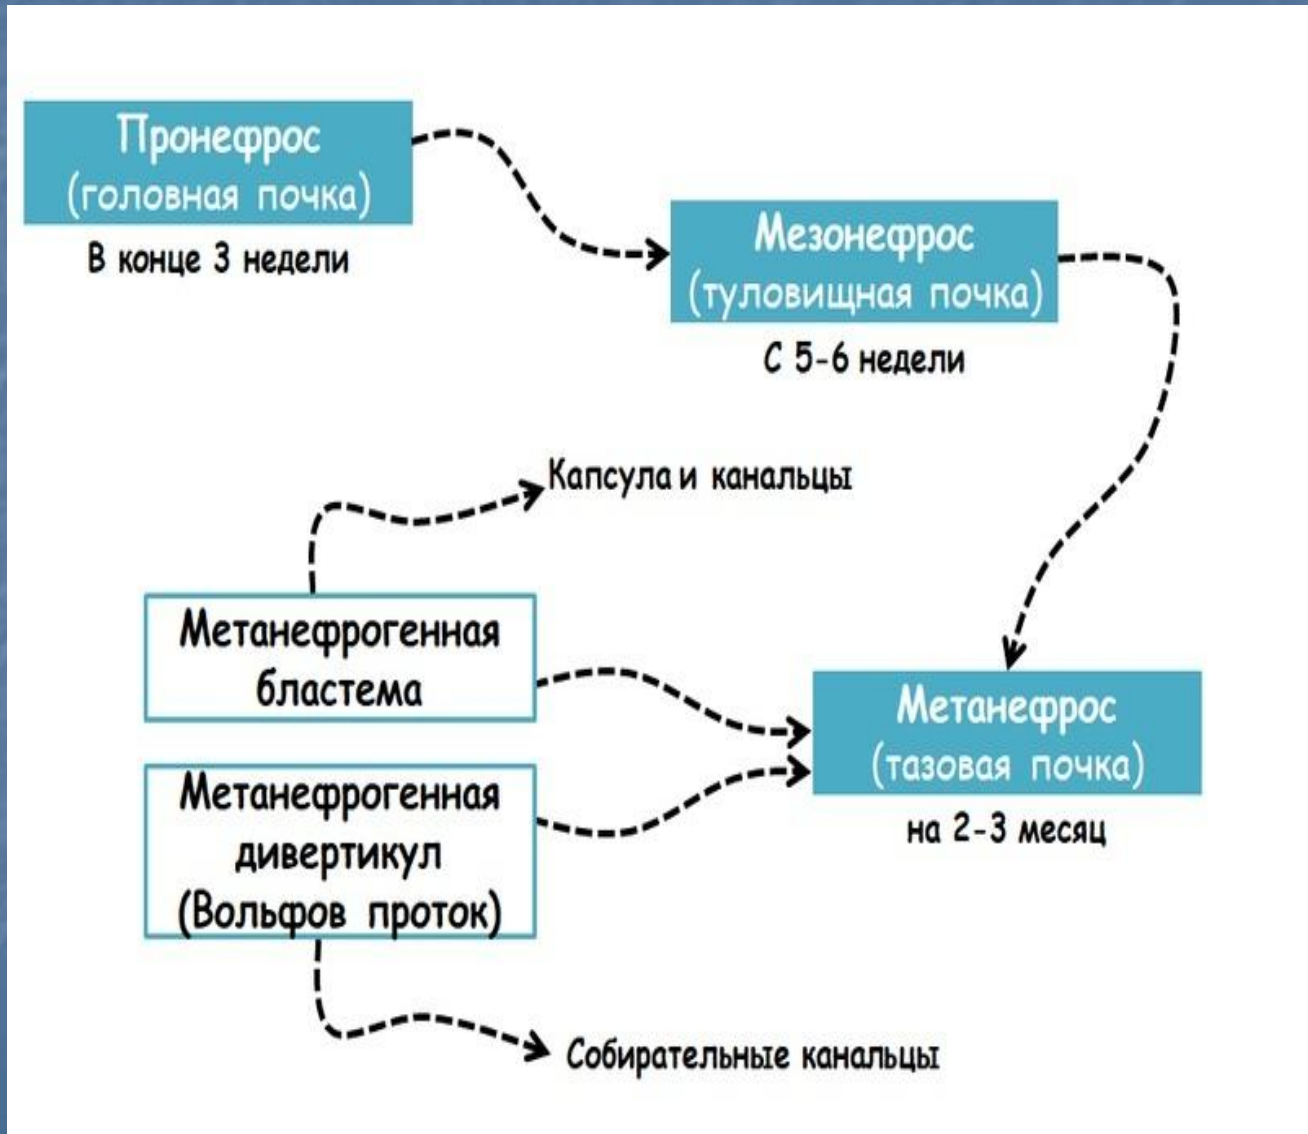 Пронефрос
(головная почка)
В конце 3 недели
Мезонефрос
(туловищная почка)
С 5-6 недели
Капсула и канальцы
Метанефрогенная
бластема
Метанефрогенная
дивертикул
(Вольфов проток)
Метанефрос
(тазовая почка)
на 2-3 месяц
Собирательные канальцы